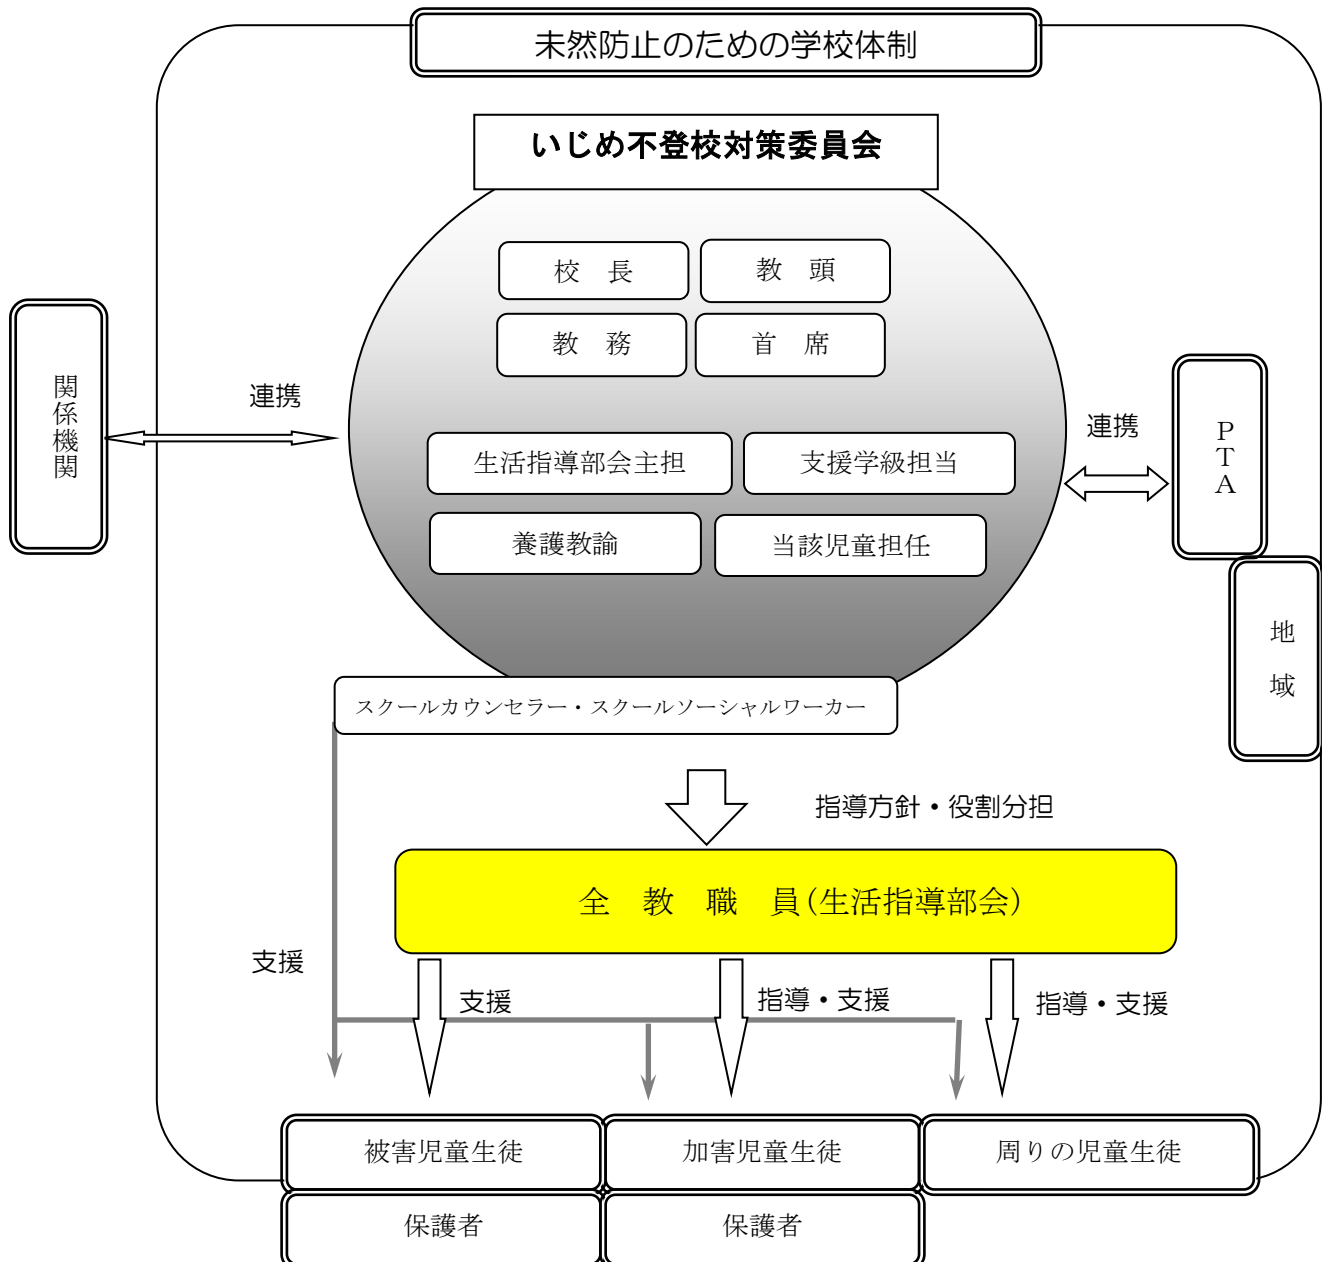 未然防止のための学校体制
いじめ不登校対策委員会
校　長
教　頭
教　務
首　席
関係機関
連携
連携
PTA
生活指導部会主担
支援学級担当
養護教諭
当該児童担任
地　域
スクールカウンセラー・スクールソーシャルワーカー
指導方針・役割分担
全　教　職　員（生活指導部会）
支援
支援
指導・支援
指導・支援
被害児童生徒
加害児童生徒
周りの児童生徒
保護者
保護者